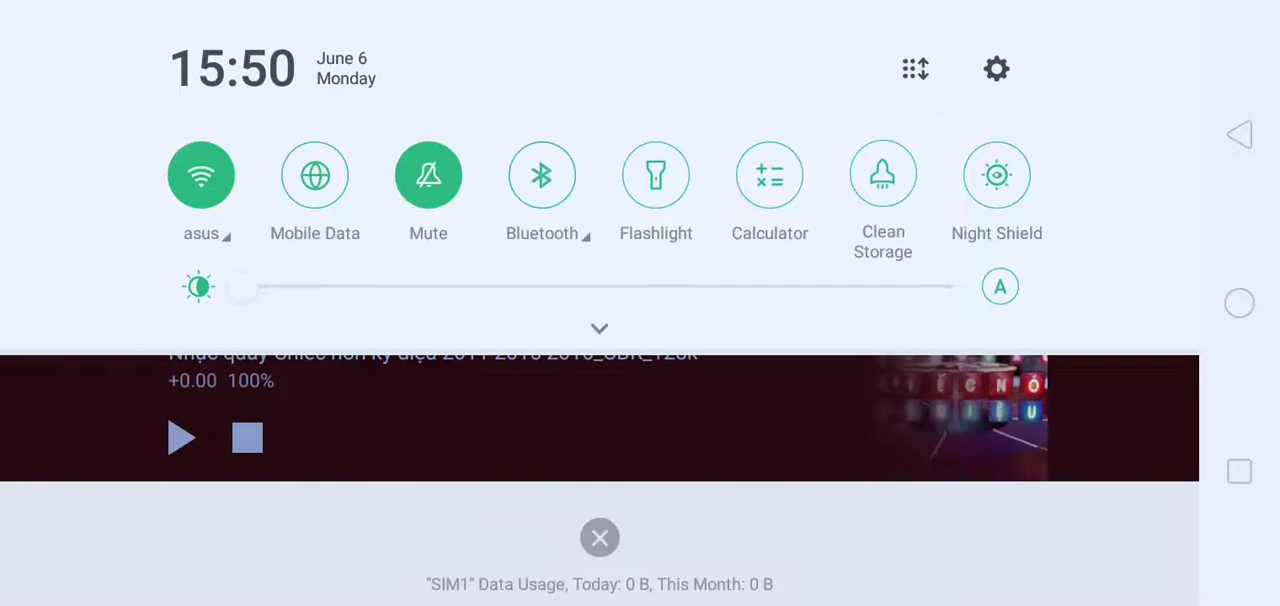 15:50
June 6
Monday
asus
Mobile Data
Mute
Bluetooth
Flashlight
Calculator
Clean
Storage
Night Shield
A
+0.00 100%
"SIM1" Data Usage, Today: 0 B, This Month: 0 B